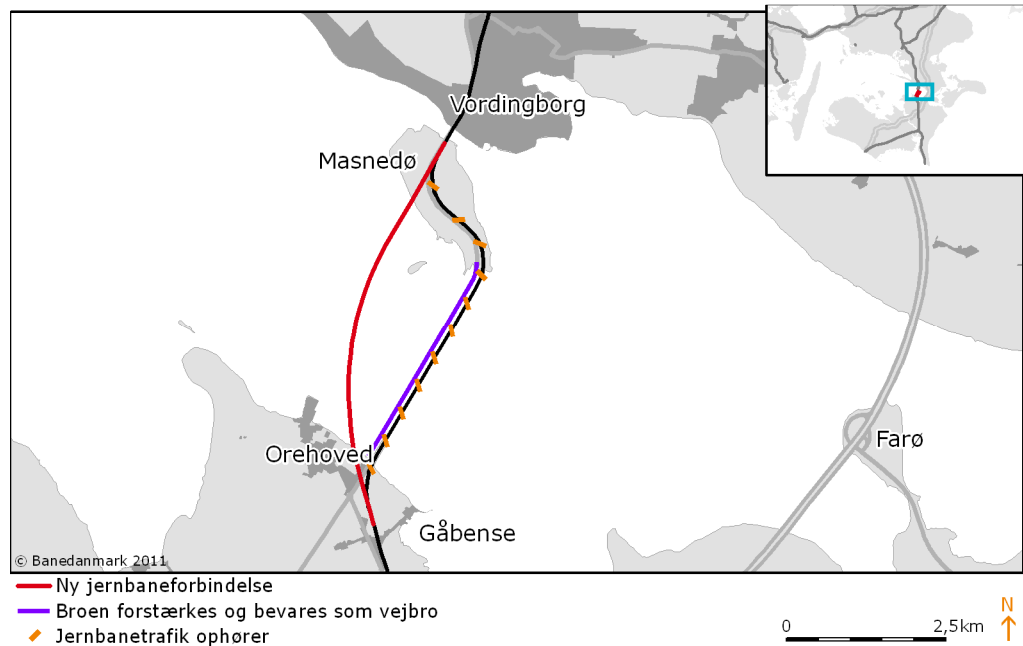 Vordingborg
Masnedø
Orehoved
Farø
Gåbense
© Banedanmark 2011
Ny jernbaneforbindelse
Broen forstærkes og bevares som vejbro
Jernbanetrafik ophører
0 2,5km
N